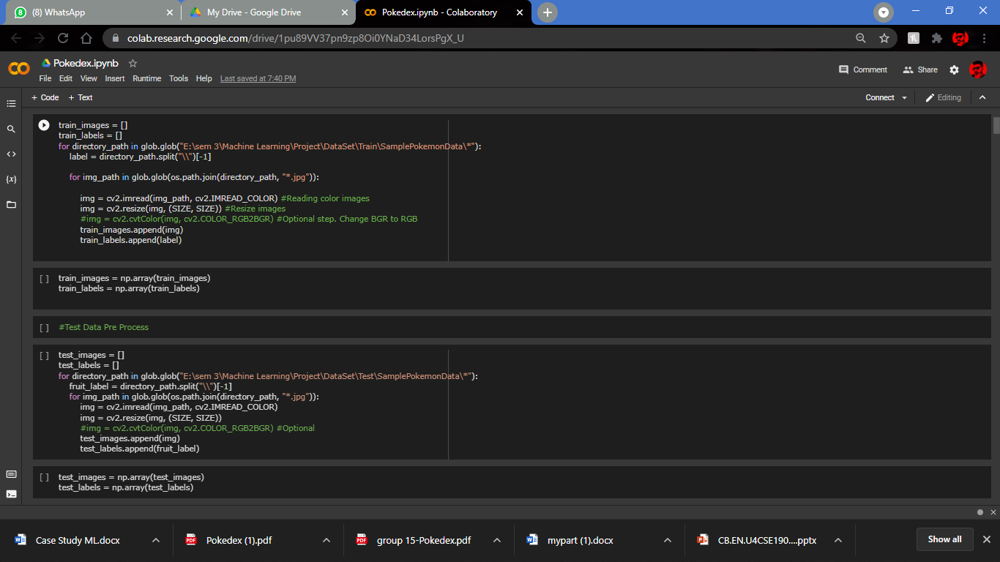 (8) WhatsApp
My Drive - Google Drive
Pokedex.ipynb - Colaboratory
colab.research.google.com/drive/1pu89VV37pn9zp8Oi0YNaD34LorsPgX_U
Pokedex.ipynb
File Edit View Insert Runtime Tools Help Last saved at 7:40 PM
Comment Share
+ Code + Text
Connect Editing
train_images = []
train_labels = []
for directory_path in glob.glob("E:\sem 3\Machine Learning\Project\DataSet\Train\SamplePokemonData\*"):
    label = directory_path.split("\\")[-1]
    for img_path in glob.glob(os.path.join(directory_path, "*.jpg")):
        img = cv2.imread(img_path, cv2.IMREAD_COLOR) #Reading color images
        img = cv2.resize(img, (SIZE, SIZE)) #Resize images
        #img = cv2.cvtColor(img, cv2.COLOR_RGB2BGR) #Optional step. Change BGR to RGB
        train_images.append(img)
        train_labels.append(label)
[ ] train_images = np.array(train_images)
train_labels = np.array(train_labels)
[ ] #Test Data Pre Process
[ ] test_images = []
test_labels = []
for directory_path in glob.glob("E:\sem 3\Machine Learning\Project\DataSet\Test\SamplePokemonData\*"):
    fruit_label = directory_path.split("\\")[-1]
    for img_path in glob.glob(os.path.join(directory_path, "*.jpg")):
        img = cv2.imread(img_path, cv2.IMREAD_COLOR)
        img = cv2.resize(img, (SIZE, SIZE))
        #img = cv2.cvtColor(img, cv2.COLOR_RGB2BGR) #Optional
        test_images.append(img)
        test_labels.append(fruit_label)
[ ] test_images = np.array(test_images)
test_labels = np.array(test_labels)
Case Study ML.docx
Pokedex (1).pdf
group 15-Pokedex.pdf
mypart (1).docx
CB.EN.U4CSE190....pptx
Show all